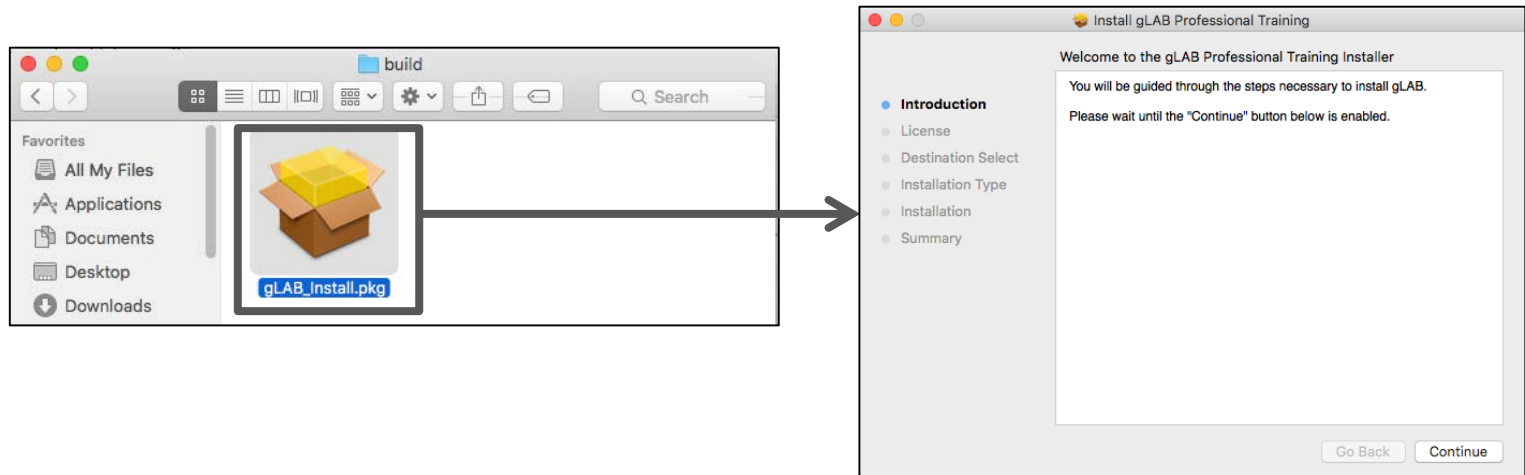 build
Search
Favorites
All My Files
Applications
Documents
Desktop
Downloads
gLAB_Install.pkg
Install gLAB Professional Training
Welcome to the gLAB Professional Training Installer
Introduction
License
Destination Select
Installation Type
Installation
Summary
You will be guided through the steps necessary to install gLAB.
Please wait until the "Continue" button below is enabled.
Go Back
Continue